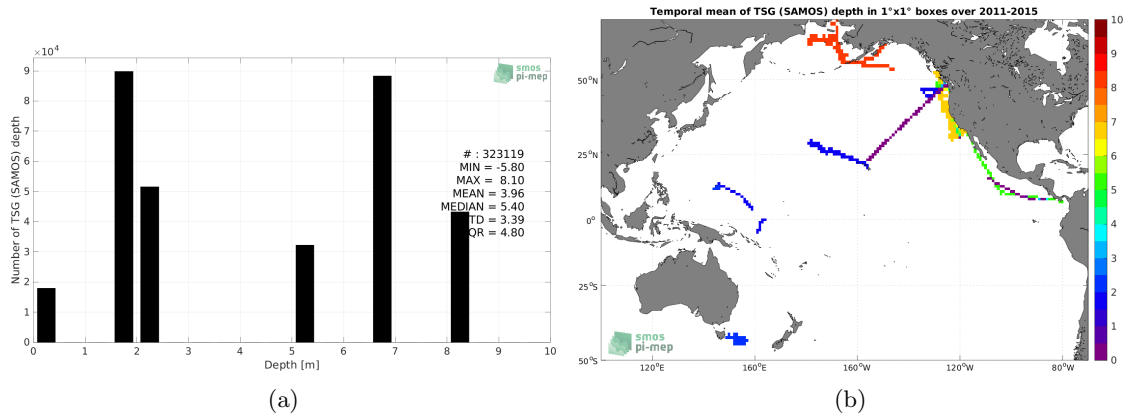 ×10^4
9
8
7
6
5
4
3
2
1
0
0 1 2 3 4 5 6 7 8 9 10
Number of TSG (SAMOS) depth
Depth [m]
smos
pi-mep
# : 323119
MIN = -5.80
MAX = 8.10
MEAN = 3.96
MEDIAN = 5.40
TD = 3.39
QR = 4.80
(a)
Temporal mean of TSG (SAMOS) depth in 1°x1° boxes over 2011-2015
50°N
25°N
0°
25°S
50°S
120°E 160°E 160°W 120°W 80°W
smos
pi-mep
10
9
8
7
6
5
4
3
2
1
0
(b)